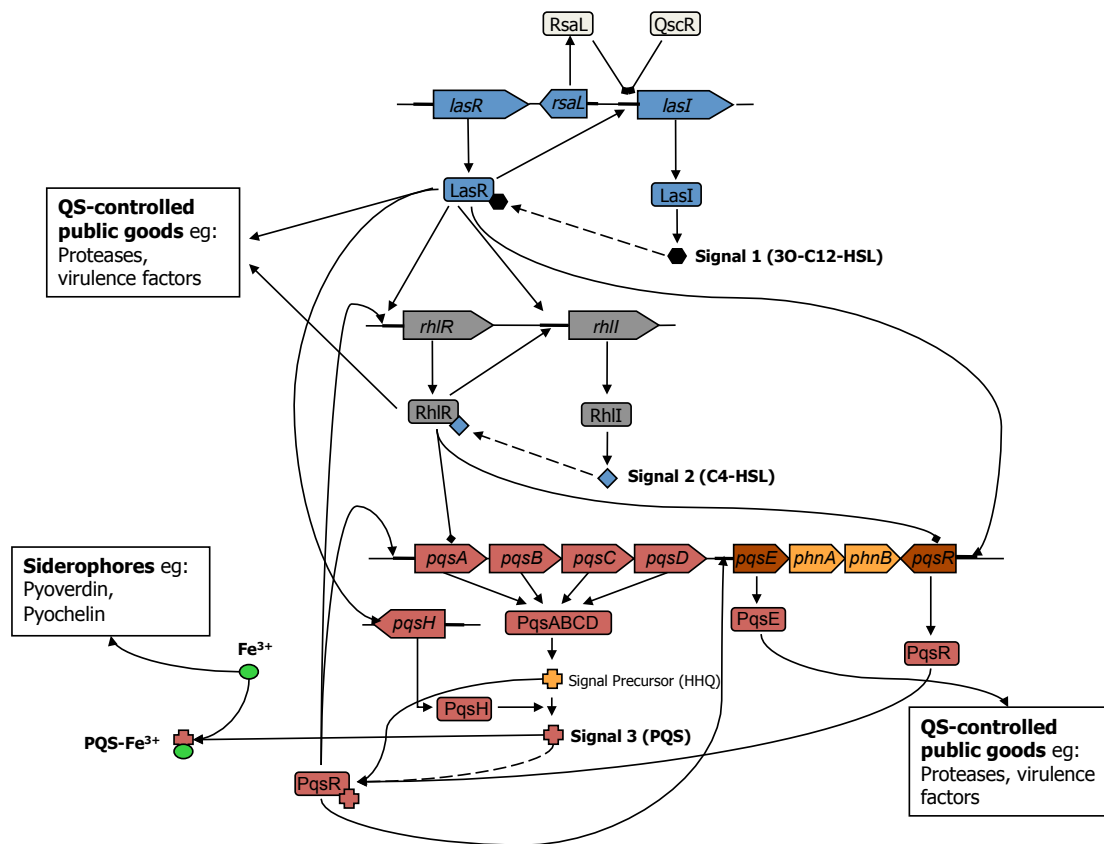 RsaL
QscR
lasR
rsaL
lasI
LasR
LasI
QS-controlled
public goods eg:
Proteases,
virulence factors
Signal 1 (3O-C12-HSL)
rhlR
rhlI
RhlR
RhlI
Signal 2 (C4-HSL)
pqsA
pqsB
pqsC
pqsD
pqsE
phnA
phnB
pqsR
Siderophores eg:
Pyoverdin,
Pyochelin
pqsH
PqsABCD
PqsE
PqsR
Fe³⁺
Signal Precursor (HHQ)
PqsH
PQS-Fe³⁺
Signal 3 (PQS)
QS-controlled
public goods eg:
Proteases, virulence
factors
PqsR